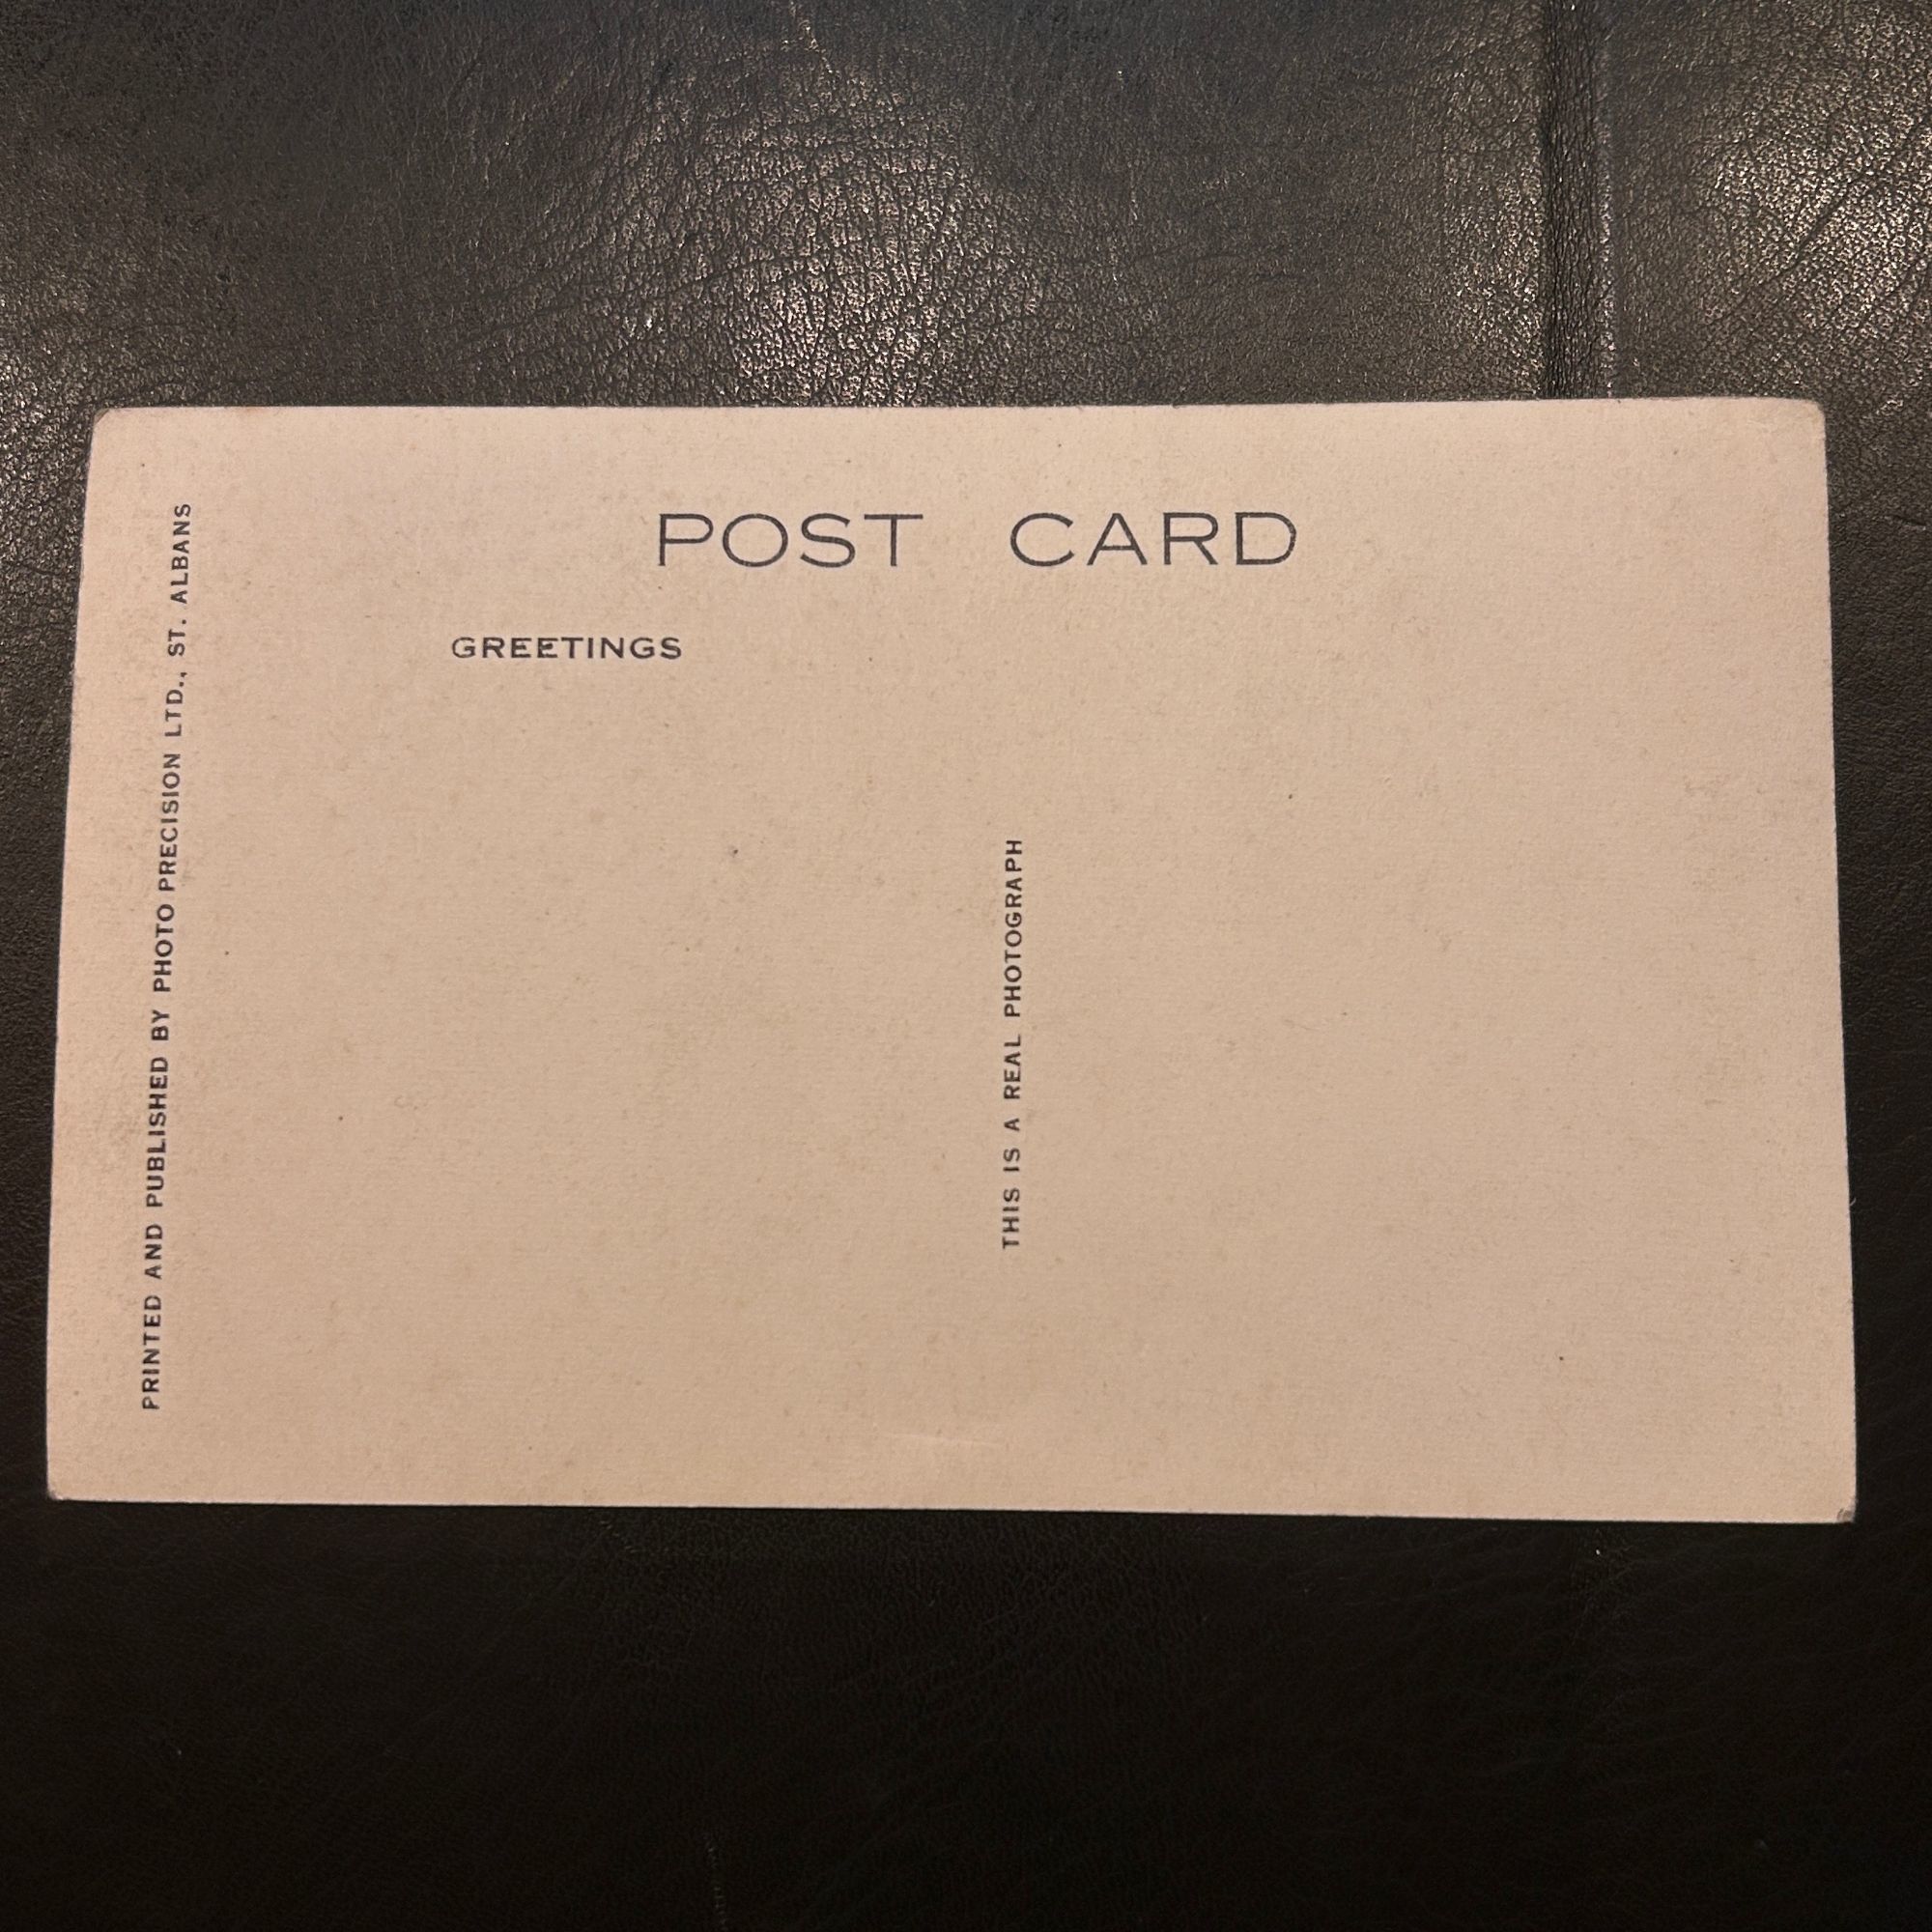 POST CARD
GREETINGS
PRINTED AND PUBLISHED BY PHOTO PRECISION LTD., ST. ALBANS
THIS IS A REAL PHOTOGRAPH